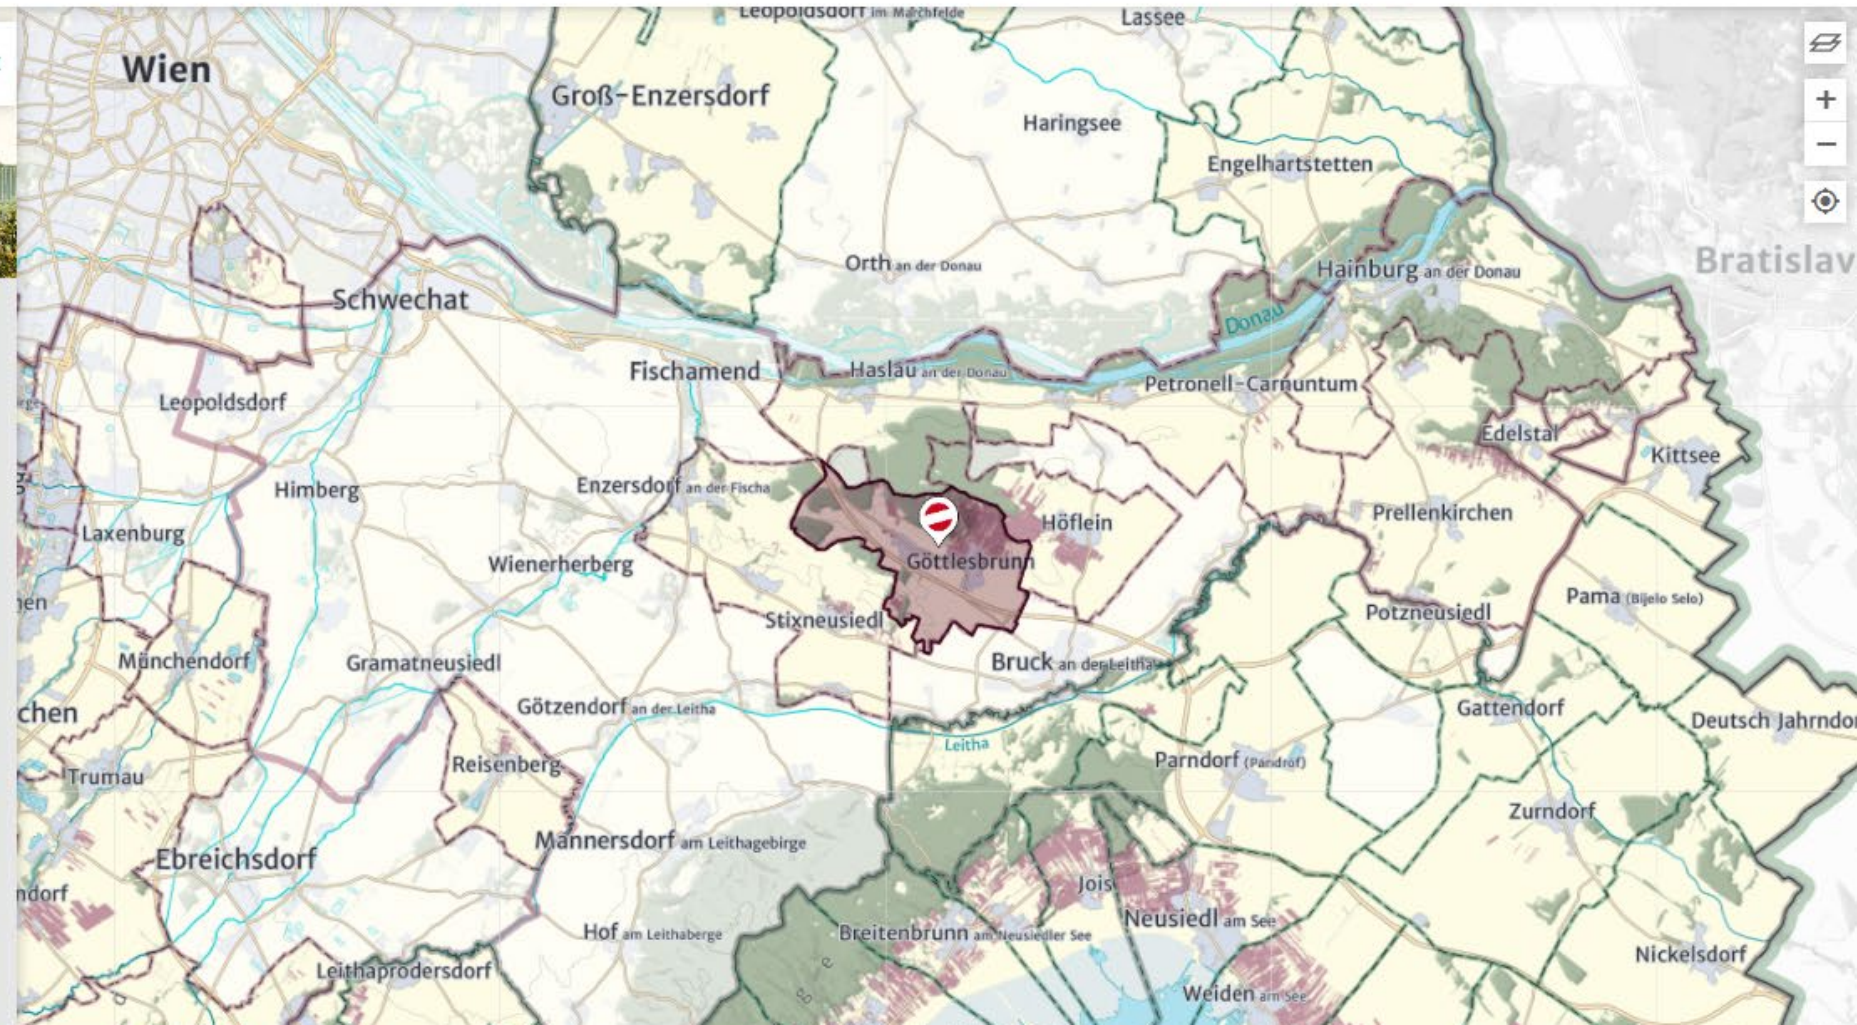 Leopoldsdorf im Marchfelde
Lassee
Wien
Groß-Enzersdorf
Haringsee
Engelhartstetten
Orth an der Donau
Hainburg an der Donau
Bratislav
Schwechat
Donau
Fischamend
Haslau an der Donau
Petronell-Carnuntum
Leopoldsdorf
Edelstal
Kittsee
Himberg
Enzersdorf an der Fischa
Höflein
Prellenkirchen
Laxenburg
Göttlesbrunn
Wienerherberg
Pama (Bijelo Selo)
Stixneusiedl
Potzneusiedl
Münchendorf
Gramatneusiedl
Bruck an der Leitha
Götzendorf an der Leitha
Gattendorf
chen
Deutsch Jahrndor
Leitha
Reisenberg
Parndorf (Pandrof)
Trumau
Zurndorf
Mannersdorf am Leithagebirge
Ebreichsdorf
Jois
ndorf
Neusiedl am See
Hof am Leithaberge
Breitenbrunn am Neusiedler See
Nickelsdorf
Leithaprodersdorf
Weiden am See